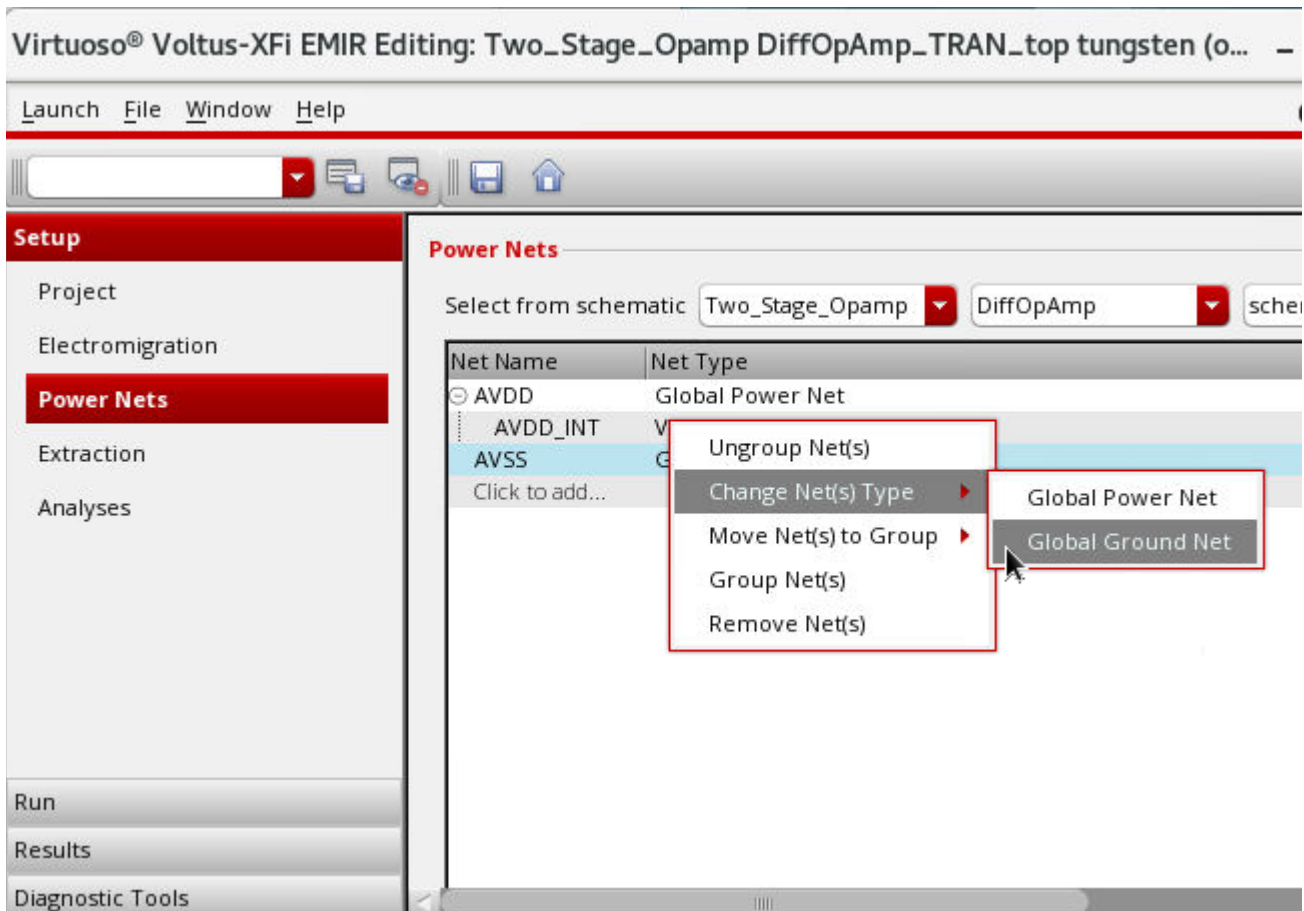 Virtuoso® Voltus-XFi EMIR Editing: Two_Stage_Opamp DiffOpAmp_TRAN_top tungsten (o...
Launch File Window Help
Setup
Project
Electromigration
Power Nets
Extraction
Analyses
Run
Results
Diagnostic Tools
Power Nets
Select from schematic Two_Stage_Opamp DiffOpAmp
Net Name Net Type
AVDD Global Power Net
AVDD_INT V
AVSS G
Click to add...
Ungroup Net(s)
Change Net(s) Type
Move Net(s) to Group
Group Net(s)
Remove Net(s)
Global Power Net
Global Ground Net